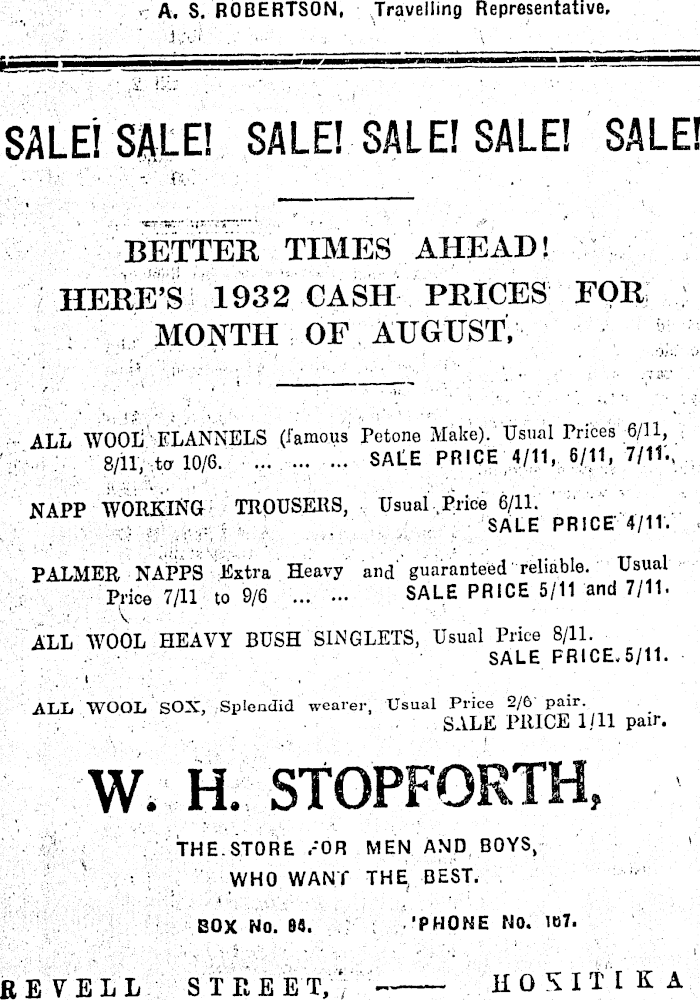 A. S. ROBERTSON, Travelling Representative.
SALE! SALE! SALE! SALE! SALE! SALE!
BETTER TIMES AHEAD!
HERE'S 1932 CASH PRICES FOR
MONTH OF AUGUST,
ALL WOOL FLANNELS (famous Petone Make). Usual Prices 6/11,
8/11, to 10/6. ... ... ... SALE PRICE 4/11, 6/11, 7/11.
NAPP WORKING TROUSERS, Usual Price 6/11.
SALE PRICE 4/11.
PALMER NAPPS Extra Heavy and guaranteed reliable. Usual
Price 7/11 to 9/6 ... ... SALE PRICE 5/11 and 7/11.
ALL WOOL HEAVY BUSH SINGLETS, Usual Price 8/11.
SALE PRICE. 5/11.
ALL WOOL SOX, Splendid wearer, Usual Price 2/6 pair.
SALE PRICE 1/11 pair.
W. H. STOPFORTH,
THE STORE FOR MEN AND BOYS,
WHO WANT THE BEST.
BOX No. 94. 'PHONE No. 167.
REVELL STREET, —— HOKITIKA